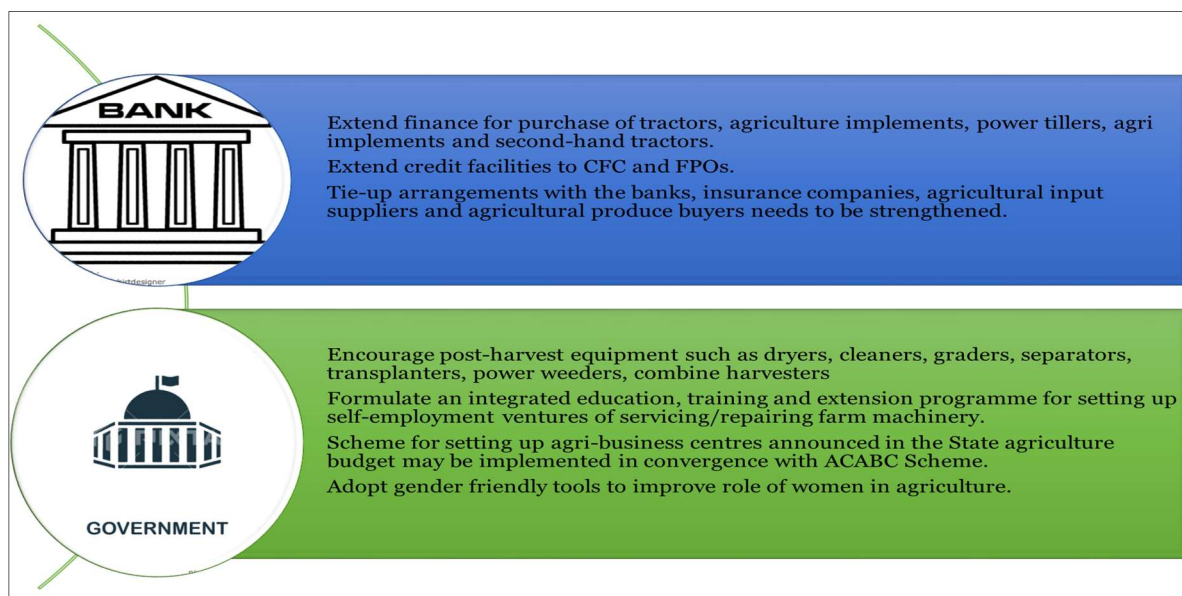 BANK
Extend finance for purchase of tractors, agriculture implements, power tillers, agri
implements and second-hand tractors.
Extend credit facilities to CFC and FPOs.
Tie-up arrangements with the banks, insurance companies, agricultural input
suppliers and agricultural produce buyers needs to be strengthened.
Encourage post-harvest equipment such as dryers, cleaners, graders, separators,
transplanters, power weeders, combine harvesters
Formulate an integrated education, training and extension programme for setting up
self-employment ventures of servicing/repairing farm machinery.
Scheme for setting up agri-business centres announced in the State agriculture
budget may be implemented in convergence with ACABC Scheme.
Adopt gender friendly tools to improve role of women in agriculture.
GOVERNMENT